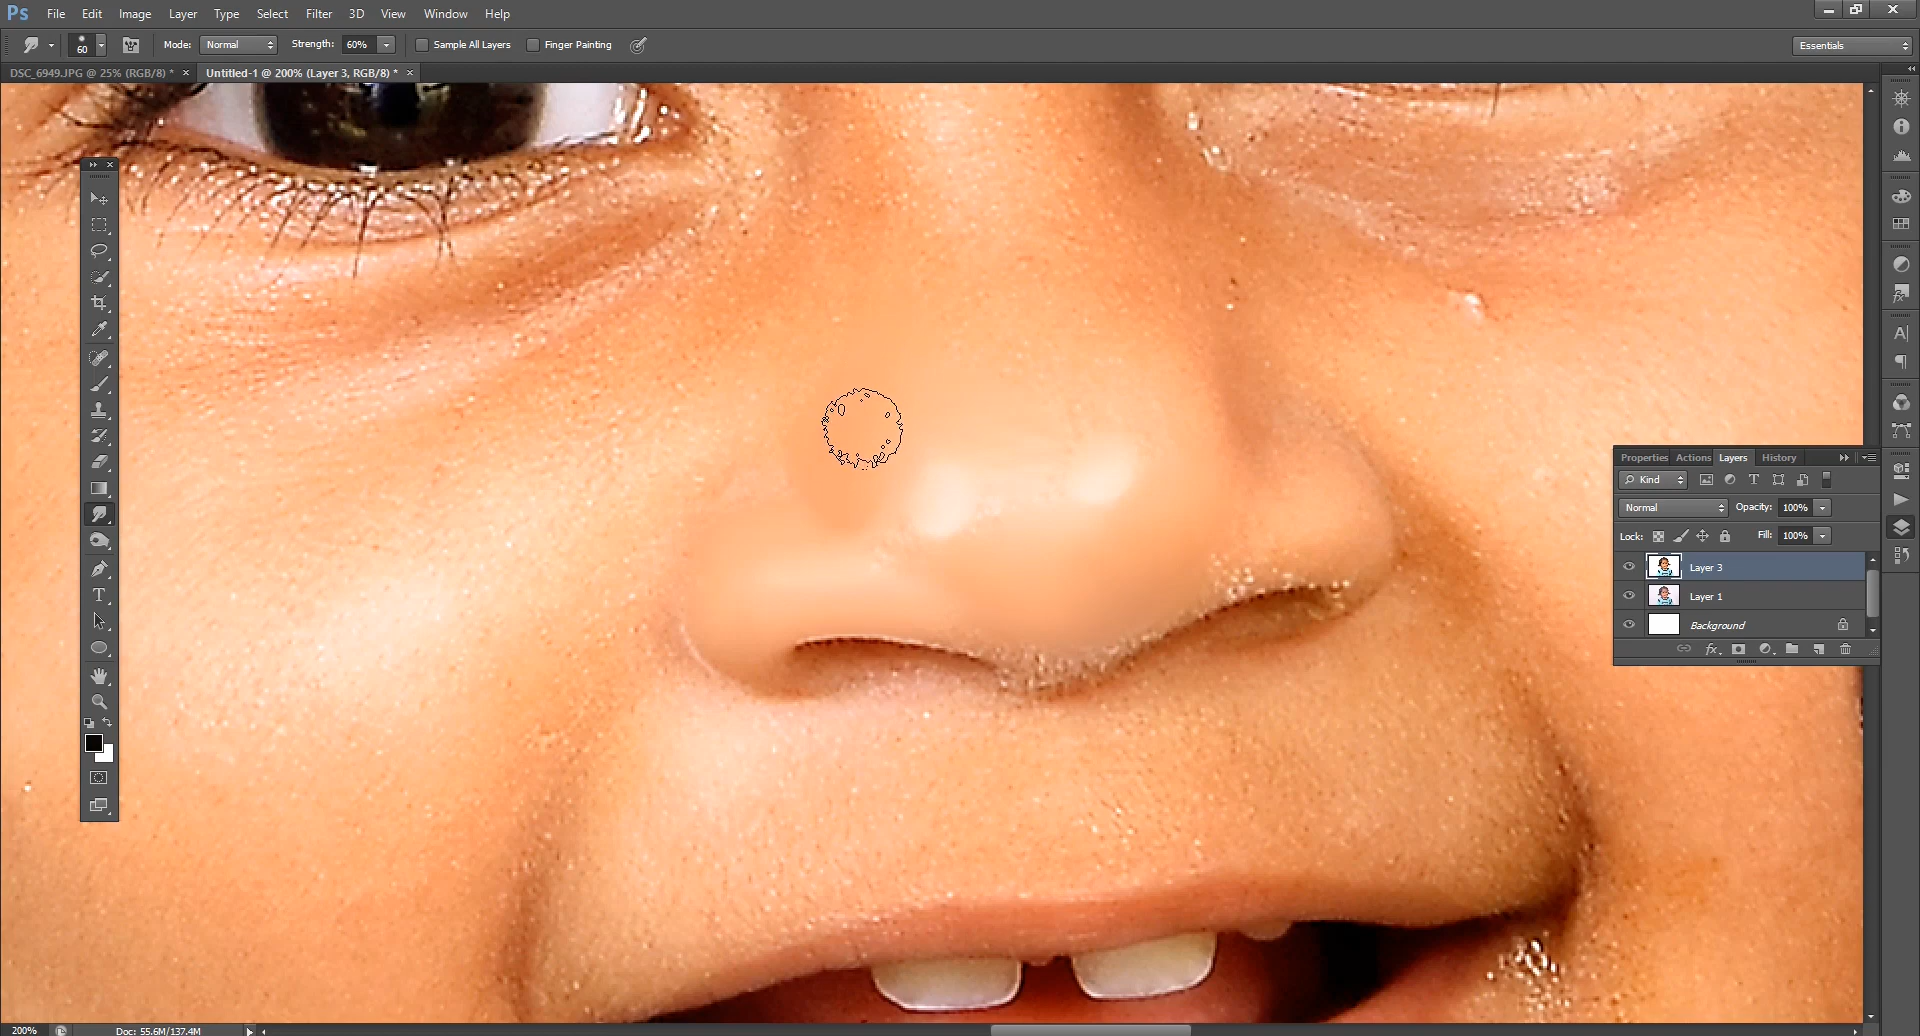 Ps File Edit Image Layer Type Select Filter 3D View Window Help
60 Mode: Normal Strength: 60% Sample All Layers Finger Painting Essentials
DSC_6949.JPG @ 25% (RGB/8) * × Untitled-1 @ 200% (Layer 3, RGB/8) * ×
Properties Actions Layers History
Kind
Normal Opacity: 100%
Lock: Fill: 100%
Layer 3
Layer 1
Background
200% Doc: 55.6M/137.4M